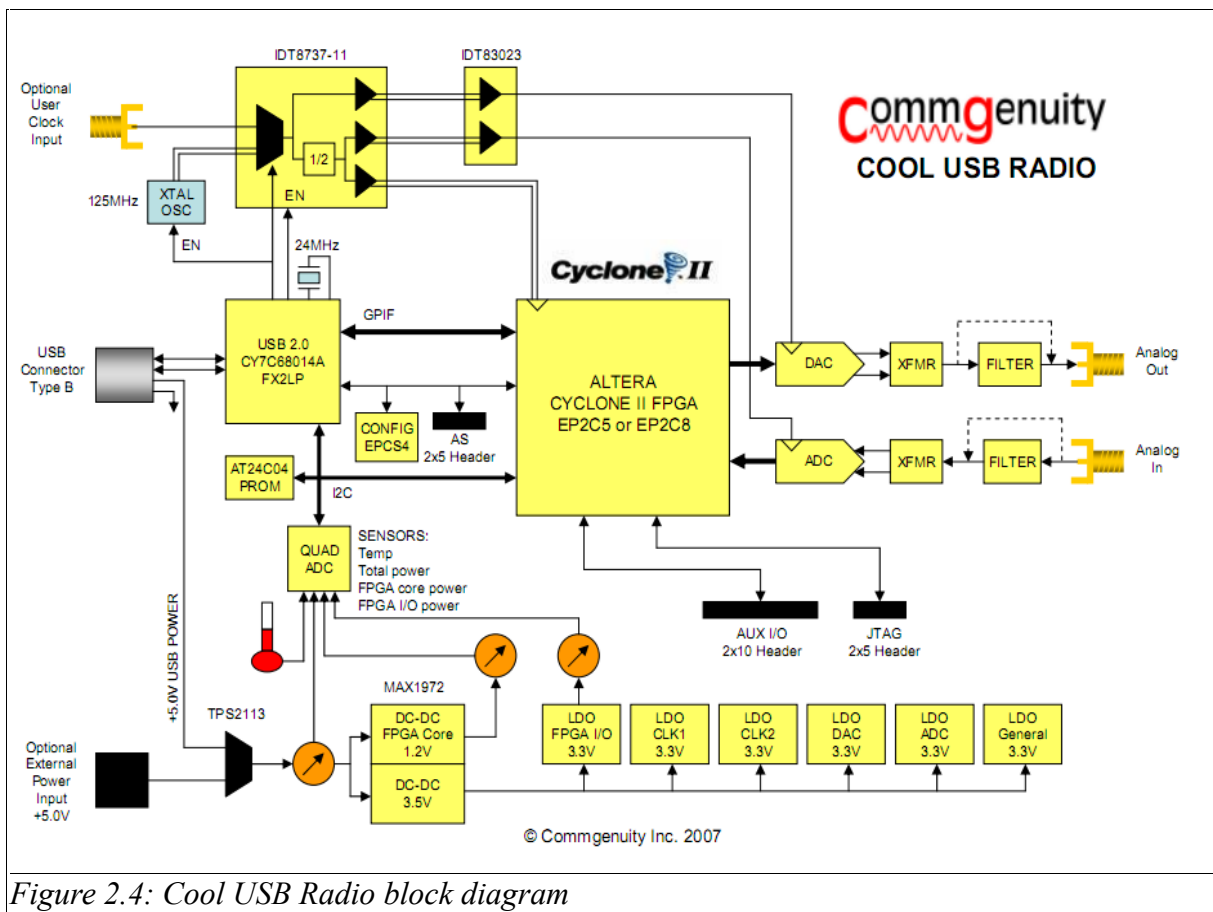 IDT8737-11
IDT83023
Optional
User
Clock
Input
commgenuity
COOL USB RADIO
1/2
125MHz
XTAL
OSC
EN
EN
24MHz
Cyclone II
USB 2.0
CY7C68014A
FX2LP
GPIF
USB
Connector
Type B
ALTERA
CYCLONE II FPGA
EP2C5 or EP2C8
DAC
XFMR
FILTER
Analog
Out
CONFIG
EPCS4
AS
2x5 Header
ADC
XFMR
FILTER
Analog
In
AT24C04
PROM
I2C
QUAD
ADC
SENSORS:
Temp
Total power
FPGA core power
FPGA I/O power
AUX I/O
2x10 Header
JTAG
2x5 Header
+5.0V USB POWER
TPS2113
MAX1972
DC-DC
FPGA Core
1.2V
DC-DC
3.5V
LDO
FPGA I/O
3.3V
LDO
CLK1
3.3V
LDO
CLK2
3.3V
LDO
DAC
3.3V
LDO
ADC
3.3V
LDO
General
3.3V
Optional
External
Power
Input
+5.0V
© Commgenuity Inc. 2007
Figure 2.4: Cool USB Radio block diagram